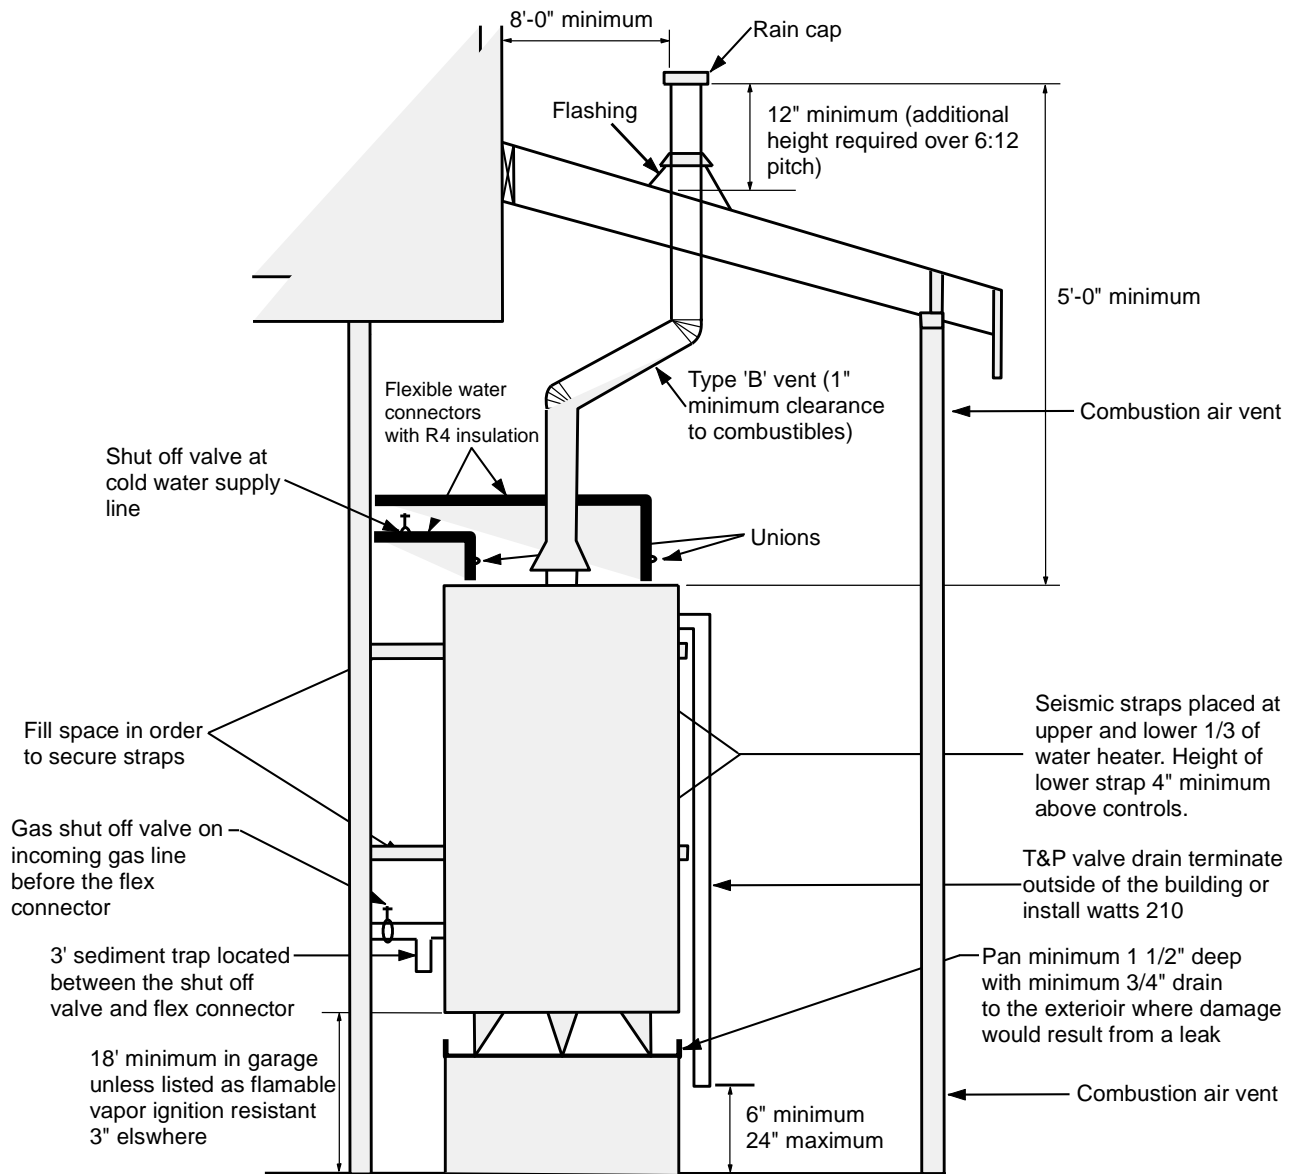 8'-0" minimum
Rain cap
Flashing
12" minimum (additional
height required over 6:12
pitch)
5'-0" minimum
Type 'B' vent (1"
minimum clearance
to combustibles)
Combustion air vent
Flexible water
connectors
with R4 insulation
Shut off valve at
cold water supply
line
Unions
Fill space in order
to secure straps
Seismic straps placed at
upper and lower 1/3 of
water heater. Height of
lower strap 4" minimum
above controls.
Gas shut off valve on
incoming gas line
before the flex
connector
T&P valve drain terminate
outside of the building or
install watts 210
3' sediment trap located
between the shut off
valve and flex connector
Pan minimum 1 1/2" deep
with minimum 3/4" drain
to the exterioir where damage
would result from a leak
18' minimum in garage
unless listed as flamable
vapor ignition resistant
3" elswhere
6" minimum
24" maximum
Combustion air vent